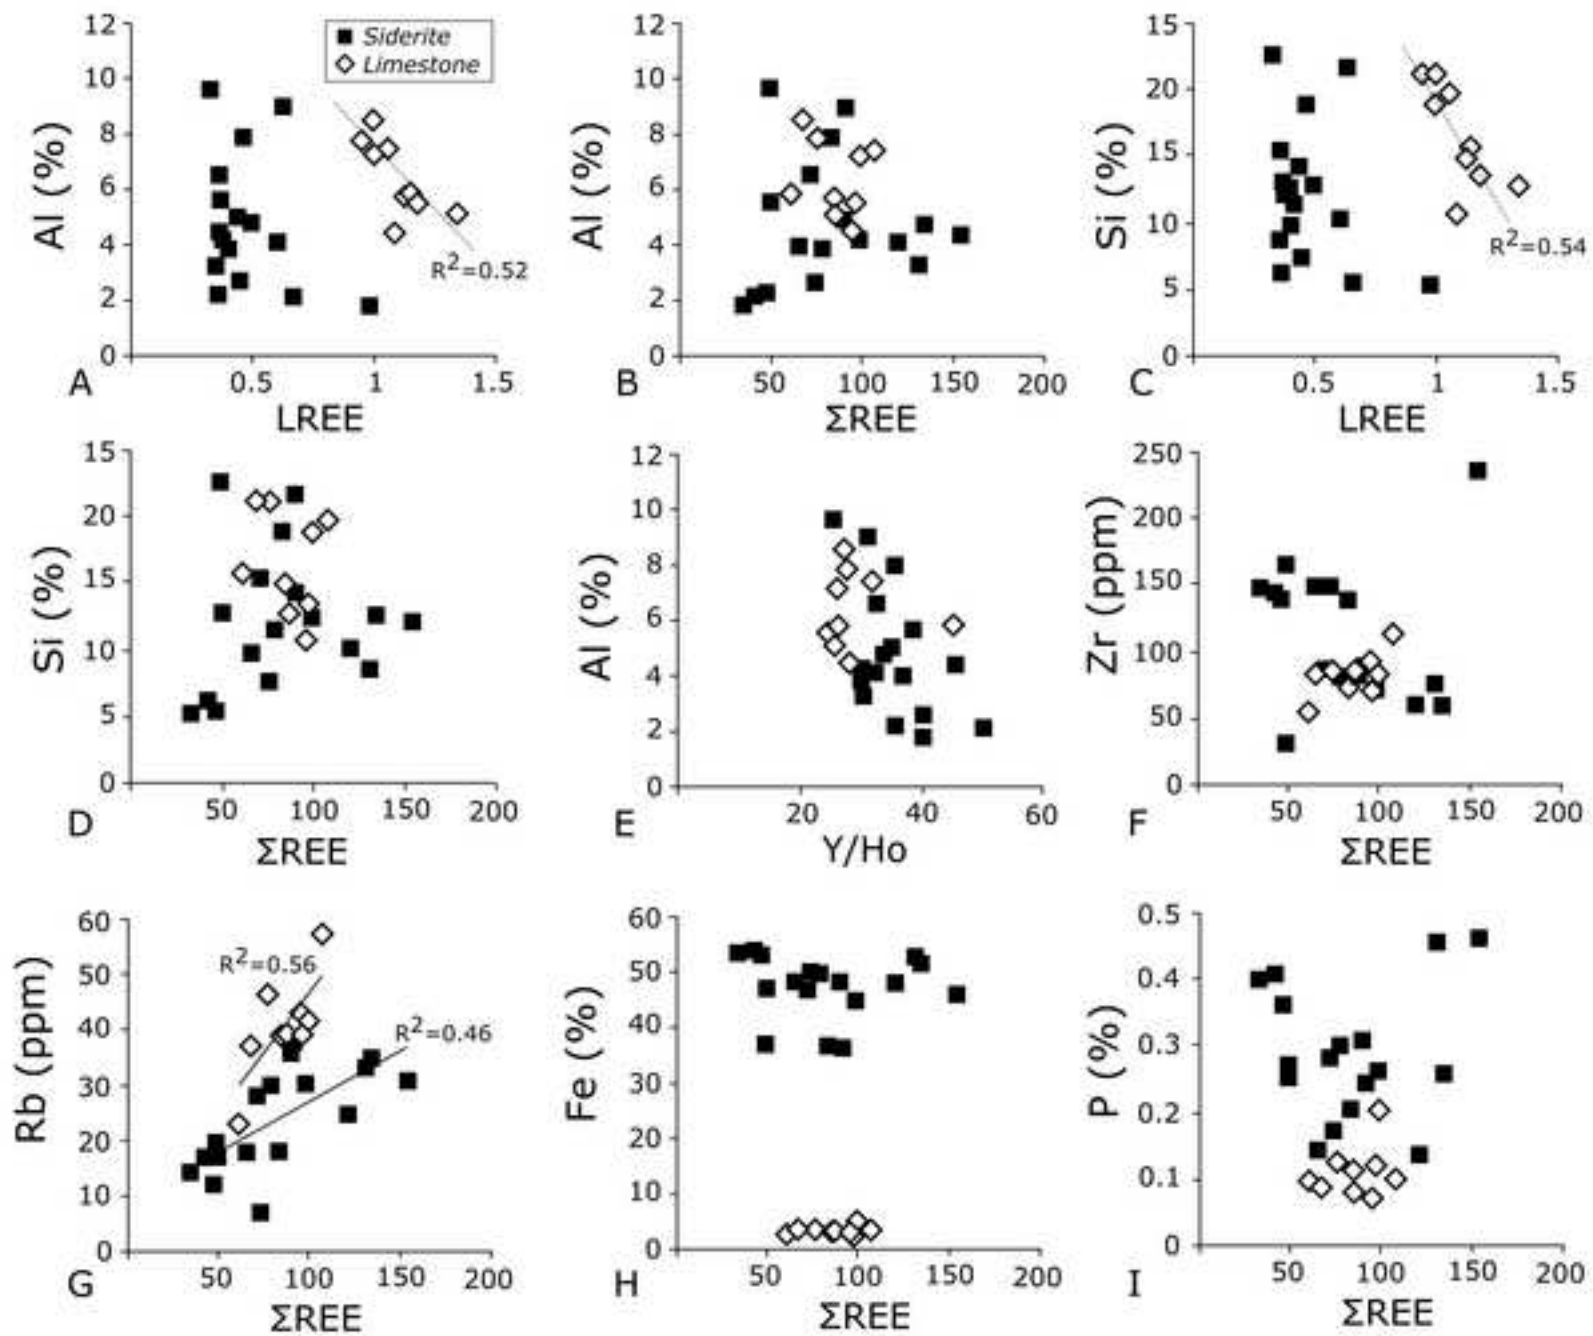 12
10
8
6
4
2
0
Al (%)
Siderite
Limestone
R²=0.52
0.5
1
1.5
A
LREE
12
10
8
6
4
2
0
Al (%)
50
100
150
200
B
ΣREE
15
20
15
10
5
0
Si (%)
R²=0.54
0.5
1
1.5
C
LREE
15
20
15
10
5
0
Si (%)
50
100
150
200
D
ΣREE
12
10
8
6
4
2
0
Al (%)
20
40
60
E
Y/Ho
250
200
150
100
50
0
Zr (ppm)
50
100
150
200
F
ΣREE
60
50
40
30
20
10
0
Rb (ppm)
R²=0.56
R²=0.46
50
100
150
200
G
ΣREE
60
50
40
30
20
10
0
Fe (%)
50
100
150
200
H
ΣREE
0.5
0.4
0.3
0.2
0.1
0
P (%)
50
100
150
200
I
ΣREE